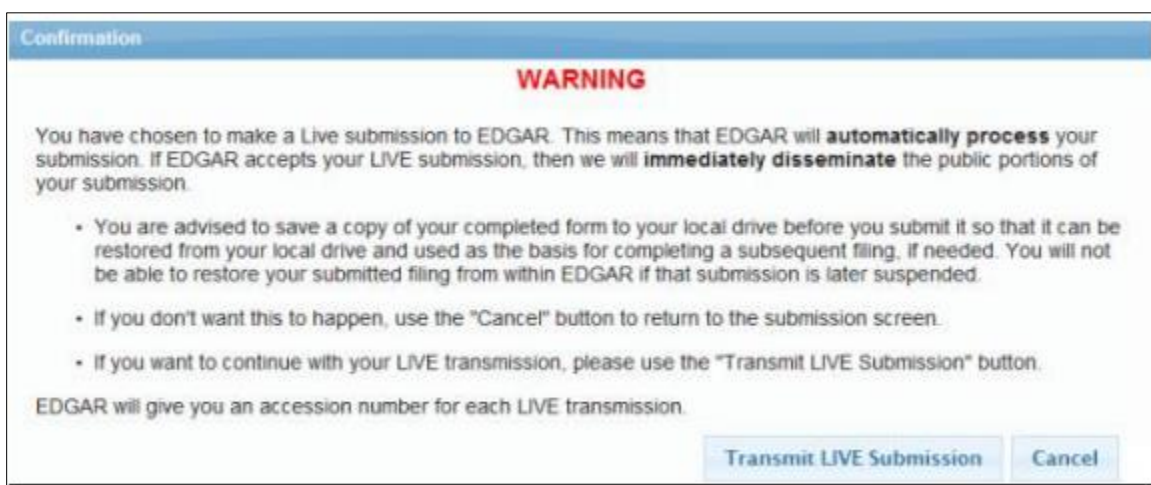 Confirmation
WARNING
You have chosen to make a Live submission to EDGAR. This means that EDGAR will automatically process your
submission. If EDGAR accepts your LIVE submission, then we will immediately disseminate the public portions of
your submission.
• You are advised to save a copy of your completed form to your local drive before you submit it so that it can be
restored from your local drive and used as the basis for completing a subsequent filing, if needed. You will not
be able to restore your submitted filing from within EDGAR if that submission is later suspended.
• If you don't want this to happen, use the "Cancel" button to return to the submission screen.
• If you want to continue with your LIVE transmission, please use the "Transmit LIVE Submission" button.
EDGAR will give you an accession number for each LIVE transmission.
Transmit LIVE Submission Cancel